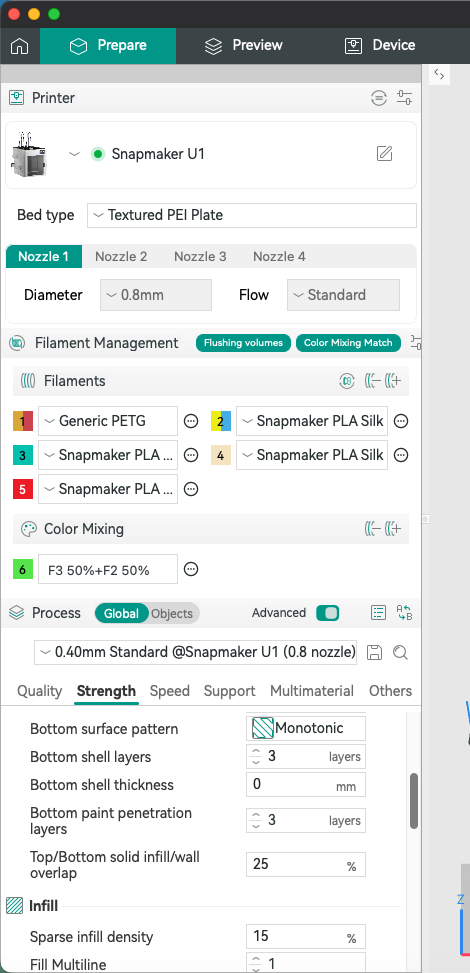 Prepare
Preview
Device
Printer
Snapmaker U1
Bed type
Textured PEI Plate
Nozzle 1
Nozzle 2
Nozzle 3
Nozzle 4
Diameter
0.8mm
Flow
Standard
Filament Management
Flushing volumes
Color Mixing Match
Filaments
1
Generic PETG
2
Snapmaker PLA Silk
3
Snapmaker PLA ...
4
Snapmaker PLA Silk
5
Snapmaker PLA ...
Color Mixing
6
F3 50%+F2 50%
Process
Global
Objects
Advanced
0.40mm Standard @Snapmaker U1 (0.8 nozzle)
Quality
Strength
Speed
Support
Multimaterial
Others
Bottom surface pattern
Monotonic
Bottom shell layers
3
layers
Bottom shell thickness
0
mm
Bottom paint penetration
layers
3
layers
Top/Bottom solid infill/wall
overlap
25
%
Infill
Sparse infill density
15
%
Fill Multiline
1
Z